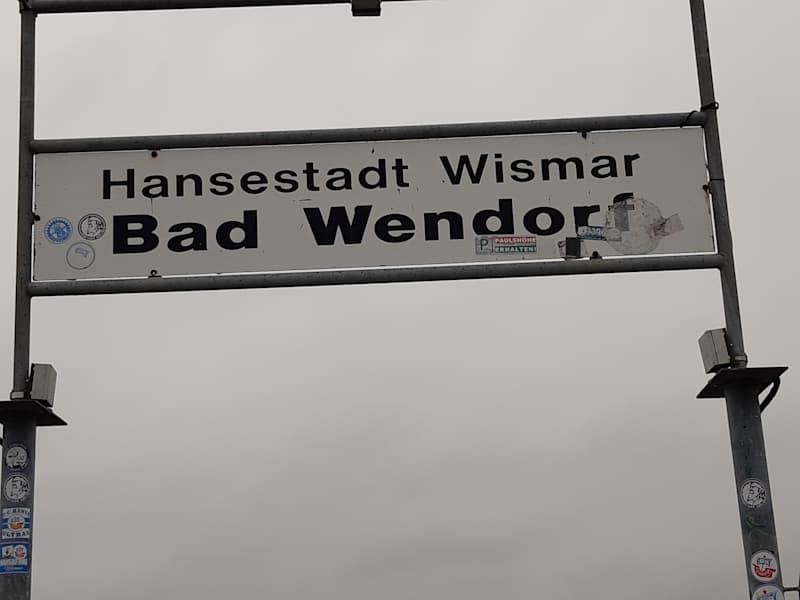 Hansestadt Wismar
Bad Wendorf
PAULSHÖHE
ERHALTEN!